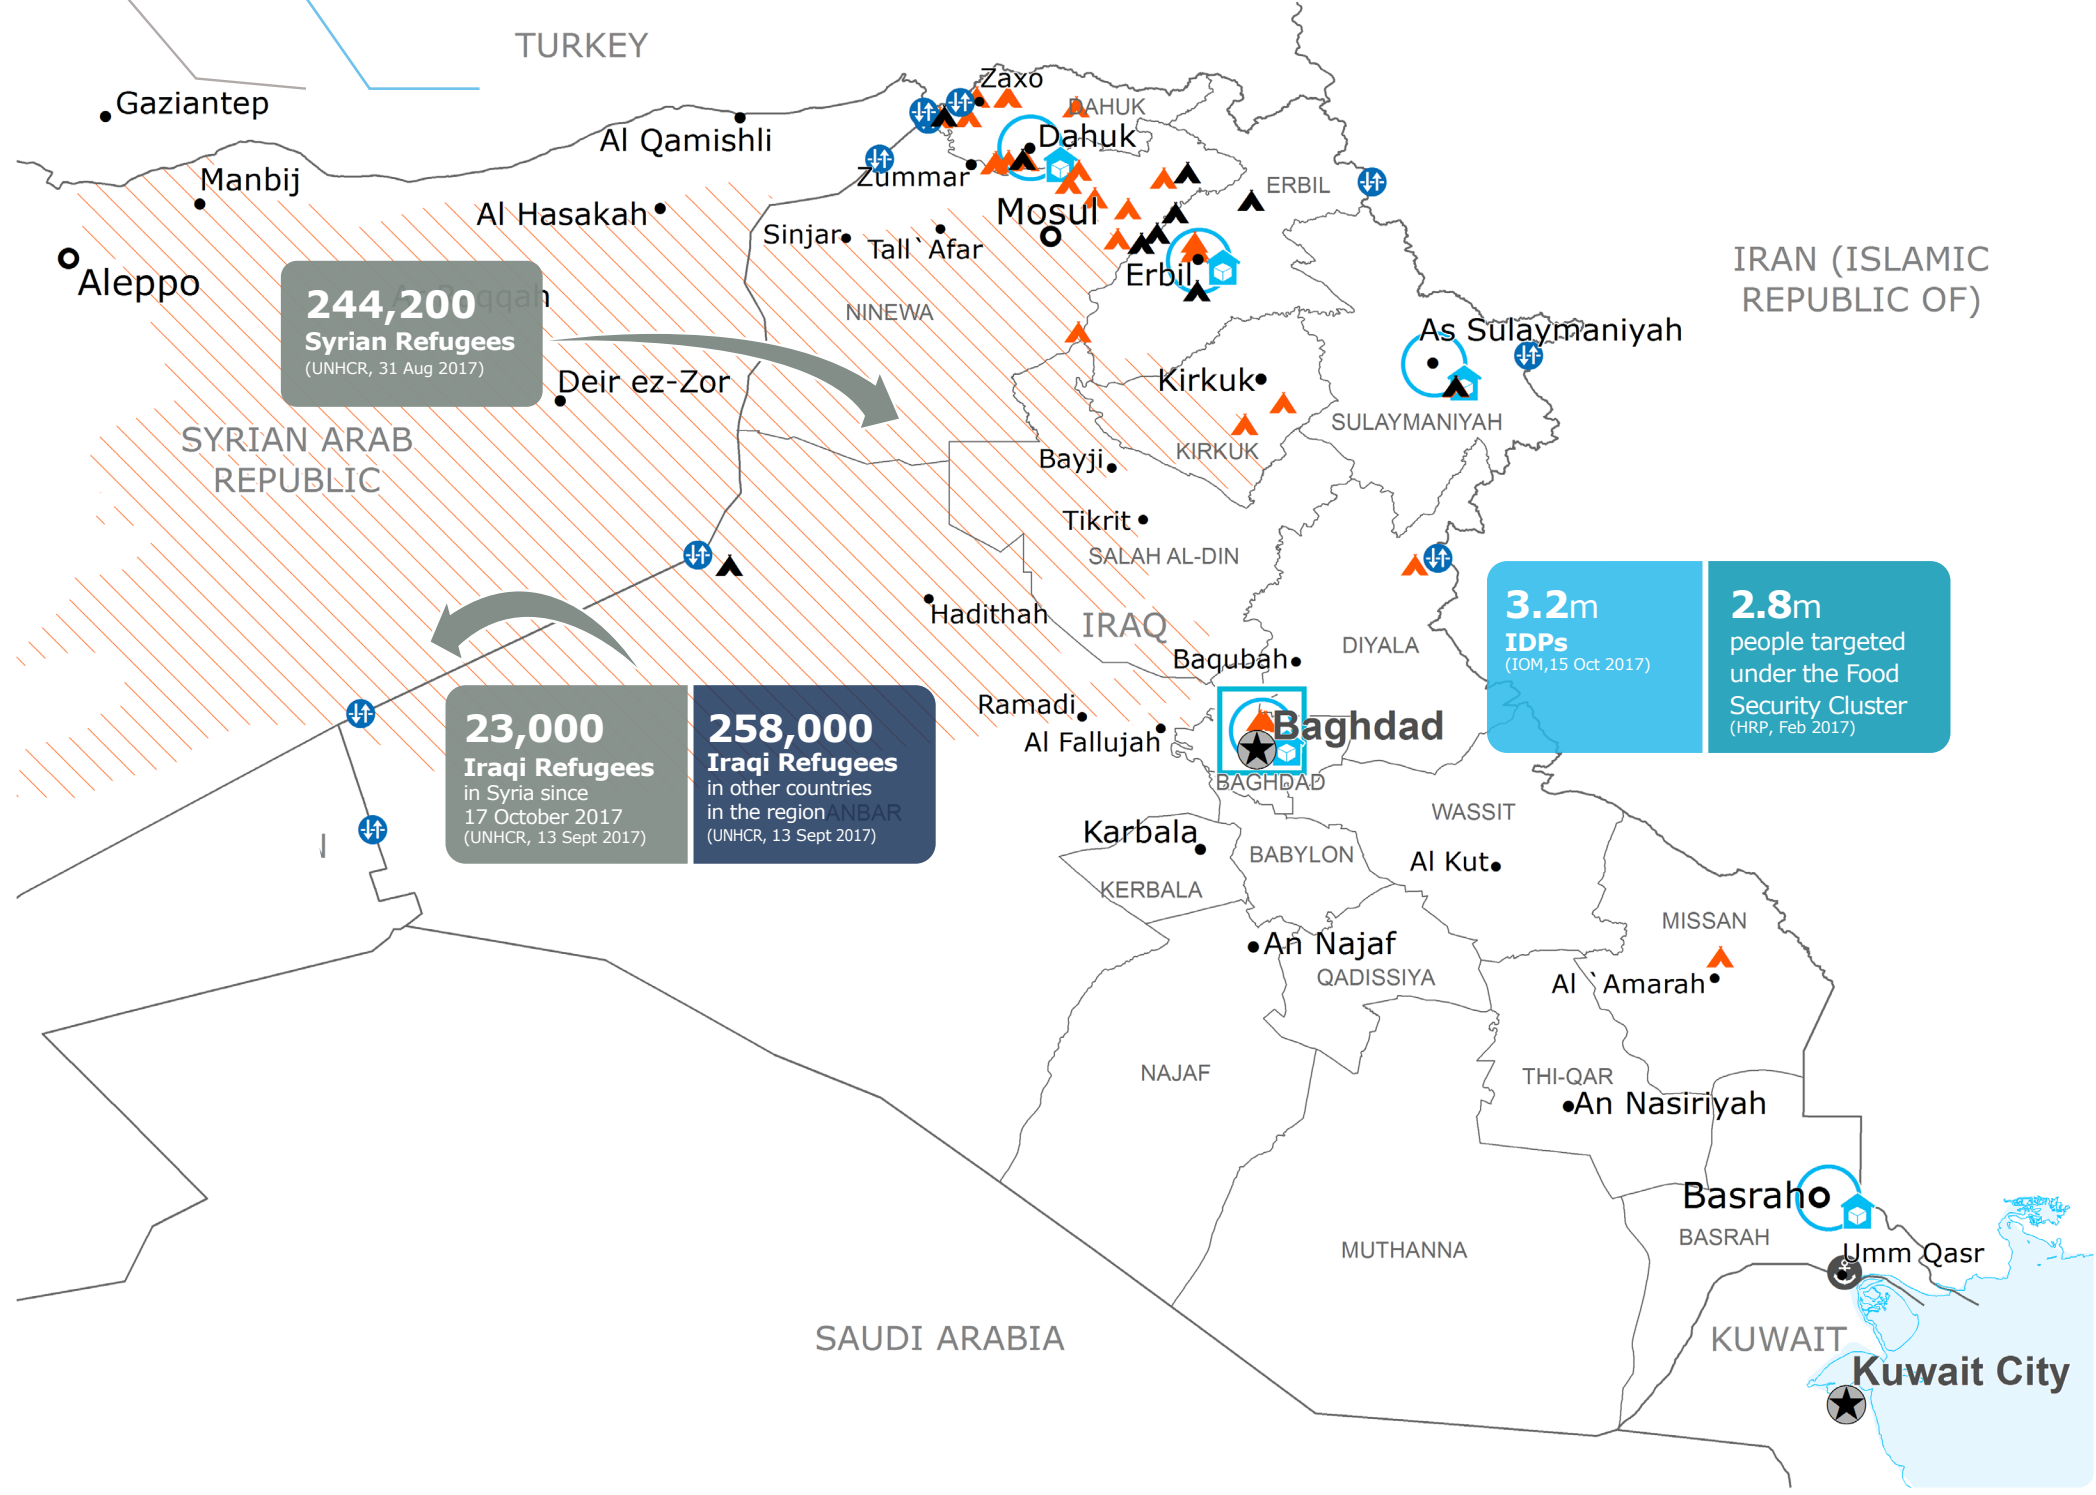 TURKEY
Zaxo
Gaziantep
DAHUK
Al Qamishli
Dahuk
Manbij
Zummar
ERBIL
Al Hasakah
Mosul
Sinjar
Tall`Afar
Aleppo
Erbil
IRAN (ISLAMIC
REPUBLIC OF)
Ar Raqqah
244,200
Syrian Refugees
(UNHCR, 31 Aug 2017)
NINEWA
As Sulaymaniyah
Deir ez-Zor
Kirkuk
SULAYMANIYAH
SYRIAN ARAB
REPUBLIC
KIRKUK
Bayji
Tikrit
SALAH AL-DIN
Hadithah
IRAQ
DIYALA
Baqubah
3.2m
IDPs
(IOM,15 Oct 2017)
2.8m
people targeted
under the Food
Security Cluster
(HRP, Feb 2017)
Ramadi
Al Fallujah
Baghdad
BAGHDAD
23,000
Iraqi Refugees
in Syria since
17 October 2017
(UNHCR, 13 Sept 2017)
258,000
Iraqi Refugees
in other countries
in the region
(UNHCR, 13 Sept 2017)
ANBAR
WASSIT
Karbala
BABYLON
Al Kut
KERBALA
MISSAN
An Najaf
QADISSIYA
Al `Amarah
NAJAF
THI-QAR
An Nasiriyah
Basrah
BASRAH
MUTHANNA
Umm Qasr
SAUDI ARABIA
KUWAIT
Kuwait City